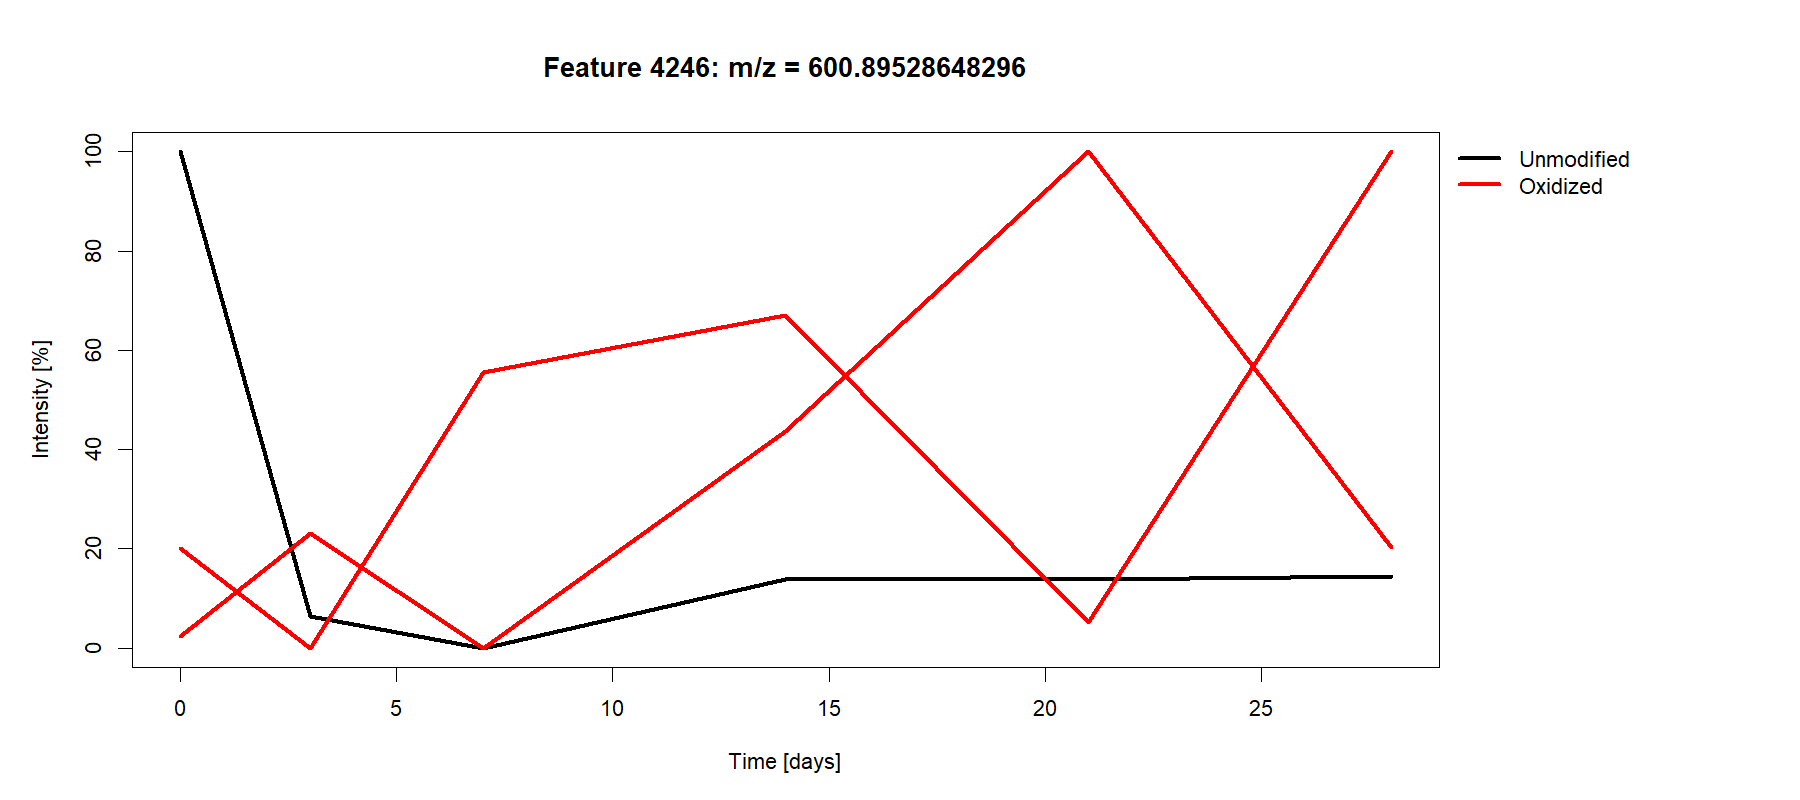 Feature 4246: m/z = 600.89528648296
Unmodified
Oxidized
Intensity [%]
100
80
60
40
20
0
0 5 10 15 20 25
Time [days]